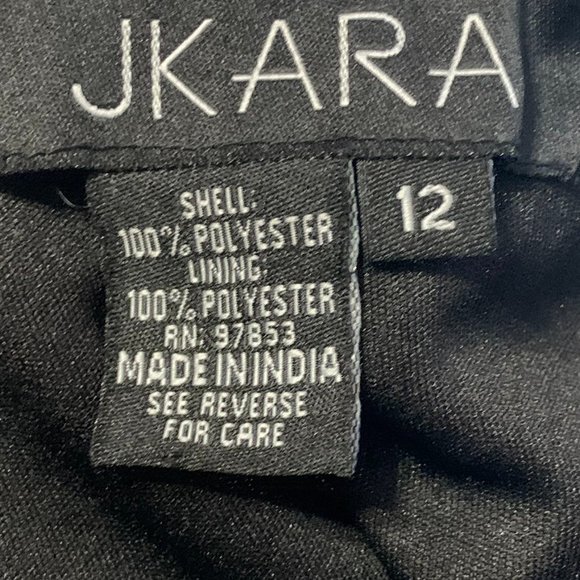 JKARA
12
SHELL:
100% POLYESTER
LINING:
100% POLYESTER
RN: 97853
MADE IN INDIA
SEE REVERSE
FOR CARE